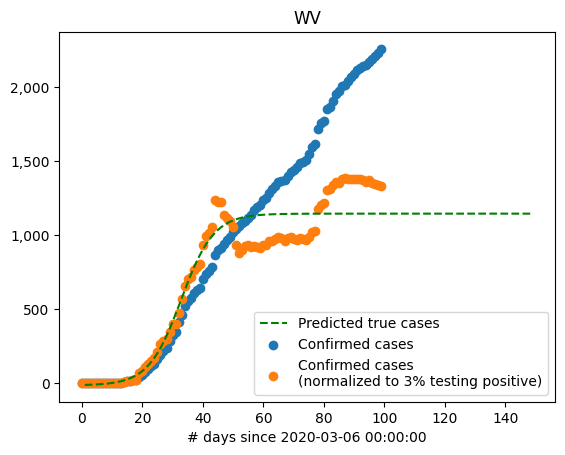 WV
2,000
1,500
1,000
500
0
Predicted true cases
Confirmed cases
Confirmed cases
(normalized to 3% testing positive)
0 20 40 60 80 100 120 140
# days since 2020-03-06 00:00:00